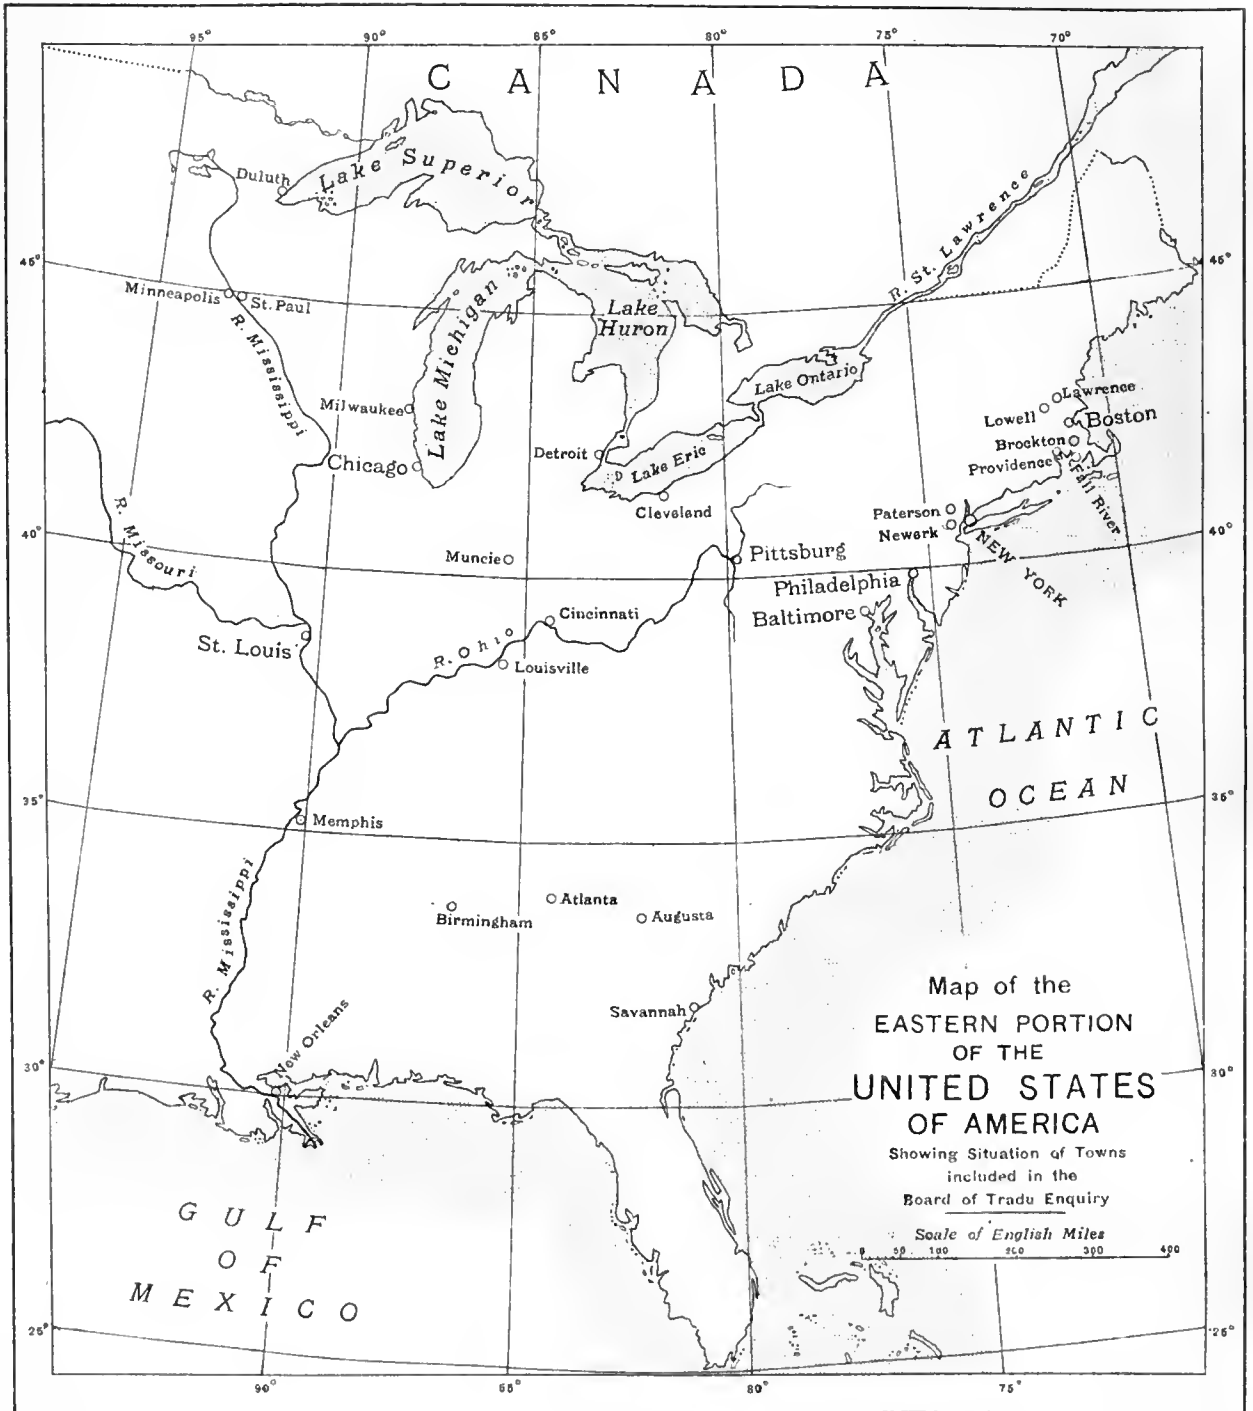 95° 90° 85° 80° 75° 70°
C A N A D A
Duluth
Lake Superior
R. St. Lawrence
45° 45°
Minneapolis
St. Paul
Lake Michigan
Lake
Huron
R. Mississippi
Lake Ontario
Milwaukee
Lawrence
Lowell
Boston
Chicago
Detroit
Lake Erie
Brockton
Providence
Fall River
Cleveland
Paterson
Newark
NEW YORK
R. Missouri
40° 40°
Muncie
Pittsburg
Philadelphia
Cincinnati
Baltimore
St. Louis
R. Ohio
Louisville
ATLANTIC
OCEAN
35° 35°
Memphis
R. Mississippi
Atlanta
Birmingham
Augusta
Savannah
New Orleans
30° 30°
Map of the
EASTERN PORTION
OF THE
UNITED STATES
OF AMERICA
Showing Situation of Towns
included in the
Board of Tradu Enquiry
Scale of English Miles
0 50 100 200 300 400
GULF
OF
MEXICO
25° 25°
90° 85° 80° 75°